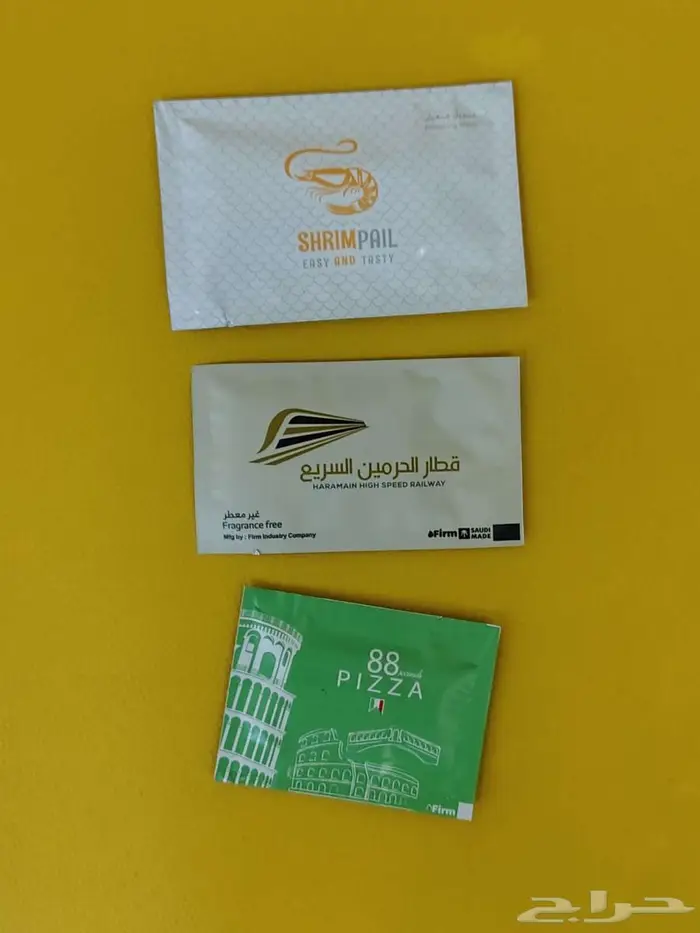 SHRIMPAIL
EASY AND TASTY
قطار الحرمين السريع
HARAMAIN HIGH SPEED RAILWAY
غير معطر
Fragrance free
Mfg by : Firm Industry Company
Firm
SAUDI
MADE
88
PIZZA
Firm
حراج